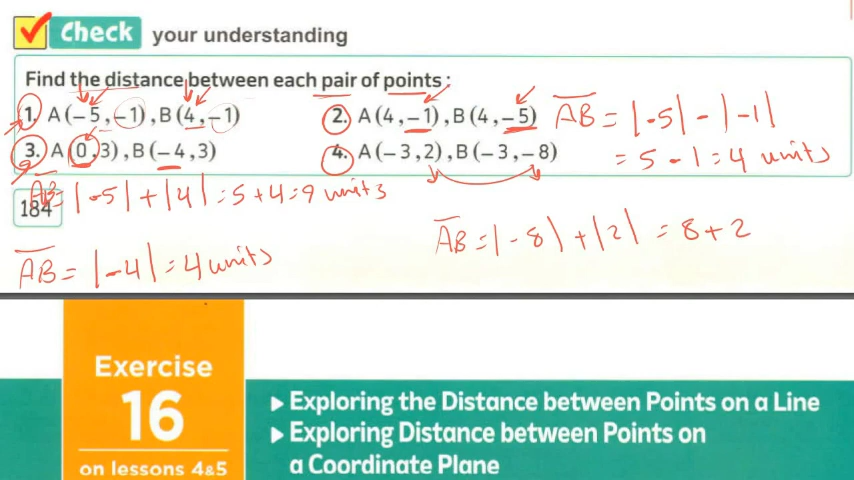 Check your understanding
Find the distance between each pair of points :
1. A (−5, −1), B (4, −1)
2. A (4, −1), B (4, −5)
AB = |-5| - |-1|
= 5 - 1 = 4 units
3. A (0, 3), B (−4, 3)
4. A (−3, 2), B (−3, −8)
AB = |-5| + |4| = 5 + 4 = 9 units
184
AB = |-8| + |2| = 8 + 2
AB = |-4| = 4 units
Exercise
16
on lessons 4&5
▶ Exploring the Distance between Points on a Line
▶ Exploring Distance between Points on
a Coordinate Plane